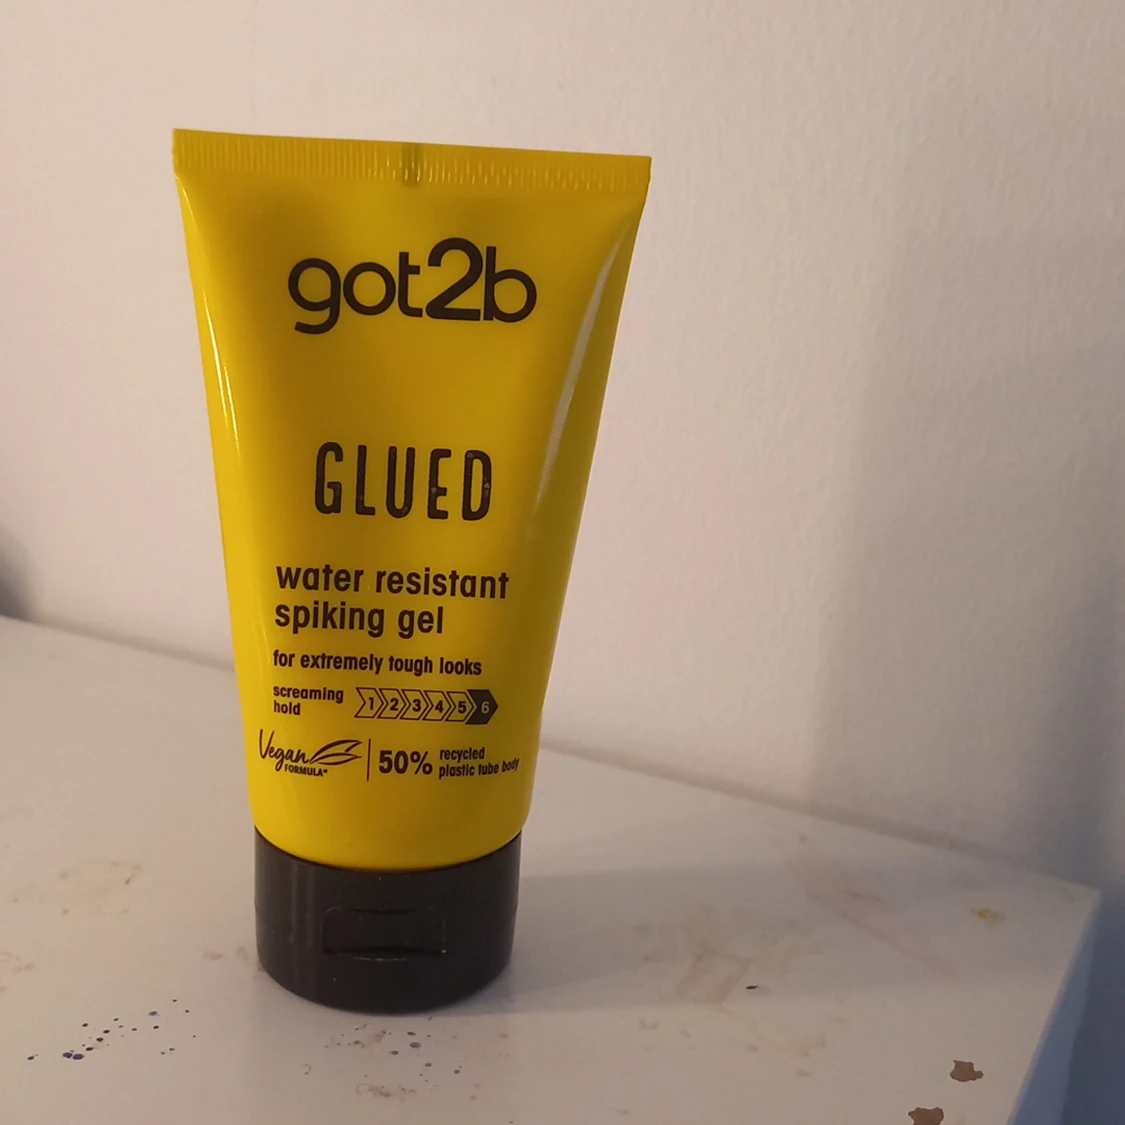 got2b
GLUED
water resistant
spiking gel
for extremely tough looks
screaming
hold
1 2 3 4 5 6
Vegan
FORMULA*
50%
recycled
plastic tube body